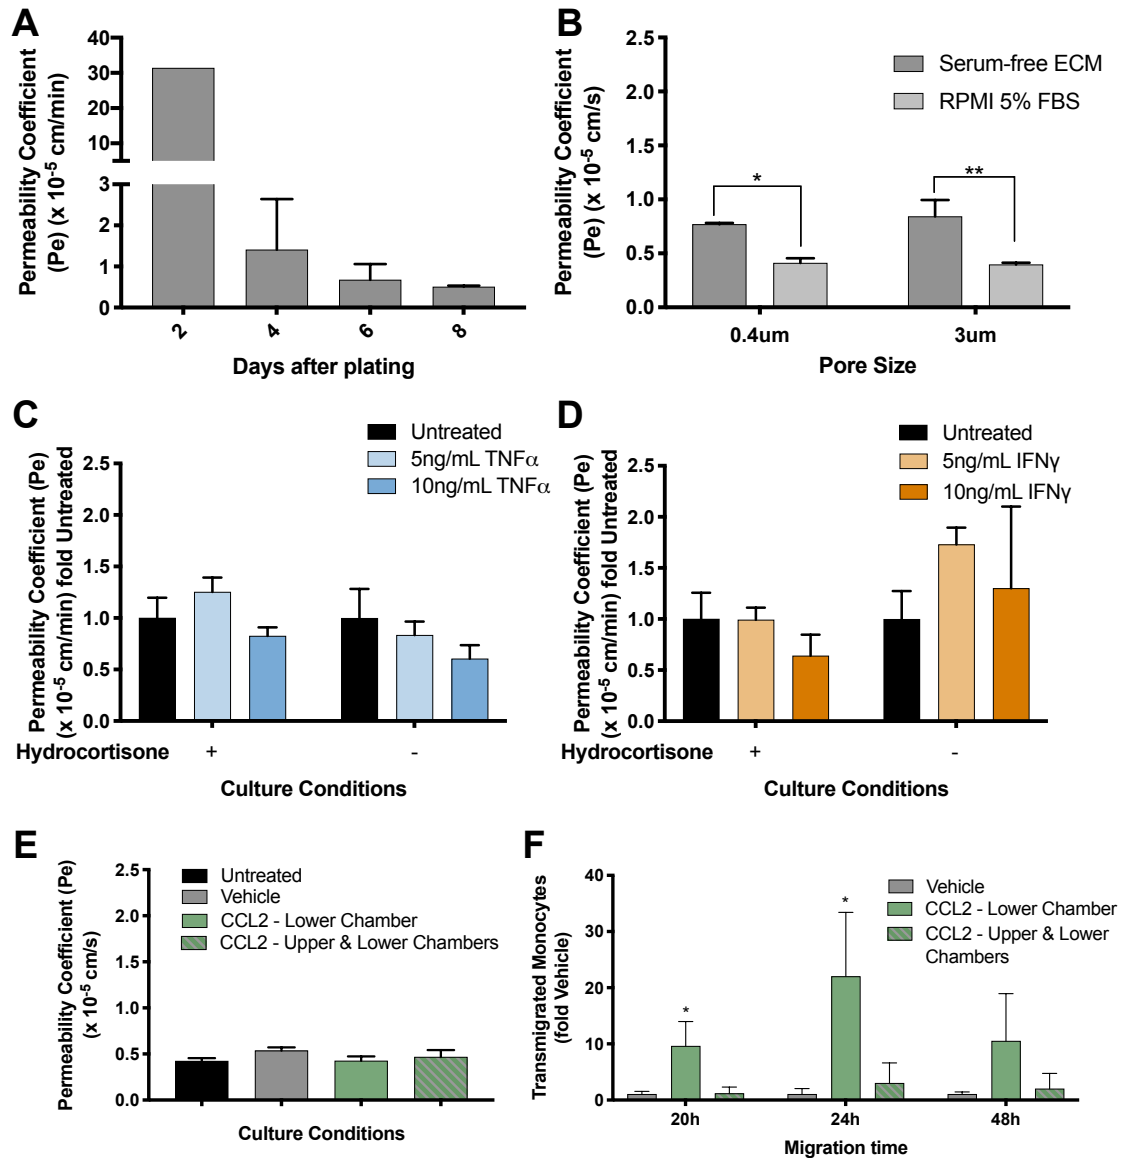 A
Permeability Coefficient
(Pe) (x 10-5 cm/min)
40
30
20
10
3
2
1
0
2 4 6 8
Days after plating
B
Permeability Coefficient
(Pe) (x 10-5 cm/s)
2.5
2.0
1.5
1.0
0.5
0.0
Serum-free ECM
RPMI 5% FBS
*
**
0.4um 3um
Pore Size
C
Permeability Coefficient (Pe)
(x 10-5 cm/min) fold Untreated
2.5
2.0
1.5
1.0
0.5
0.0
Untreated
5ng/mL TNFα
10ng/mL TNFα
Hydrocortisone + -
Culture Conditions
D
Permeability Coefficient (Pe)
(x 10-5 cm/min) fold Untreated
2.5
2.0
1.5
1.0
0.5
0.0
Untreated
5ng/mL IFNγ
10ng/mL IFNγ
Hydrocortisone + -
Culture Conditions
E
Permeability Coefficient (Pe)
(x 10-5 cm/s)
2.5
2.0
1.5
1.0
0.5
0.0
Untreated
Vehicle
CCL2 - Lower Chamber
CCL2 - Upper & Lower Chambers
Culture Conditions
F
Transmigrated Monocytes
(fold Vehicle)
40
30
20
10
0
Vehicle
CCL2 - Lower Chamber
CCL2 - Upper & Lower
Chambers
*
*
20h 24h 48h
Migration time